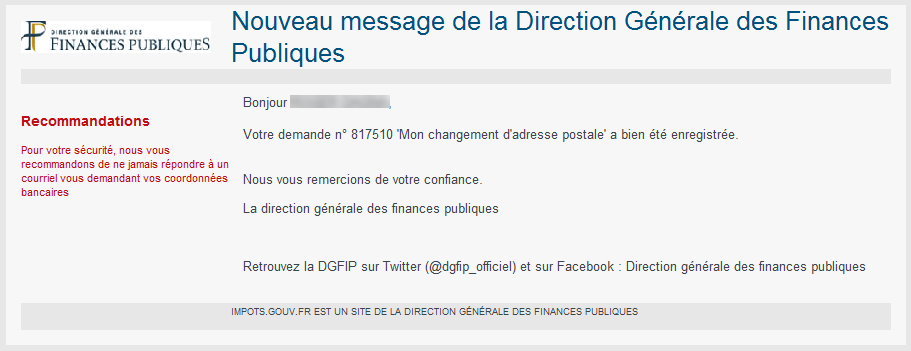 DIRECTION GÉNÉRALE DES
FINANCES PUBLIQUES
Nouveau message de la Direction Générale des Finances
Publiques
Recommandations
Pour votre sécurité, nous vous
recommandons de ne jamais répondre à un
courriel vous demandant vos coordonnées
bancaires
Bonjour ,
Votre demande n° 817510 'Mon changement d'adresse postale' a bien été enregistrée.
Nous vous remercions de votre confiance.
La direction générale des finances publiques
Retrouvez la DGFIP sur Twitter (@dgfip_officiel) et sur Facebook : Direction générale des finances publiques
IMPOTS.GOUV.FR EST UN SITE DE LA DIRECTION GÉNÉRALE DES FINANCES PUBLIQUES